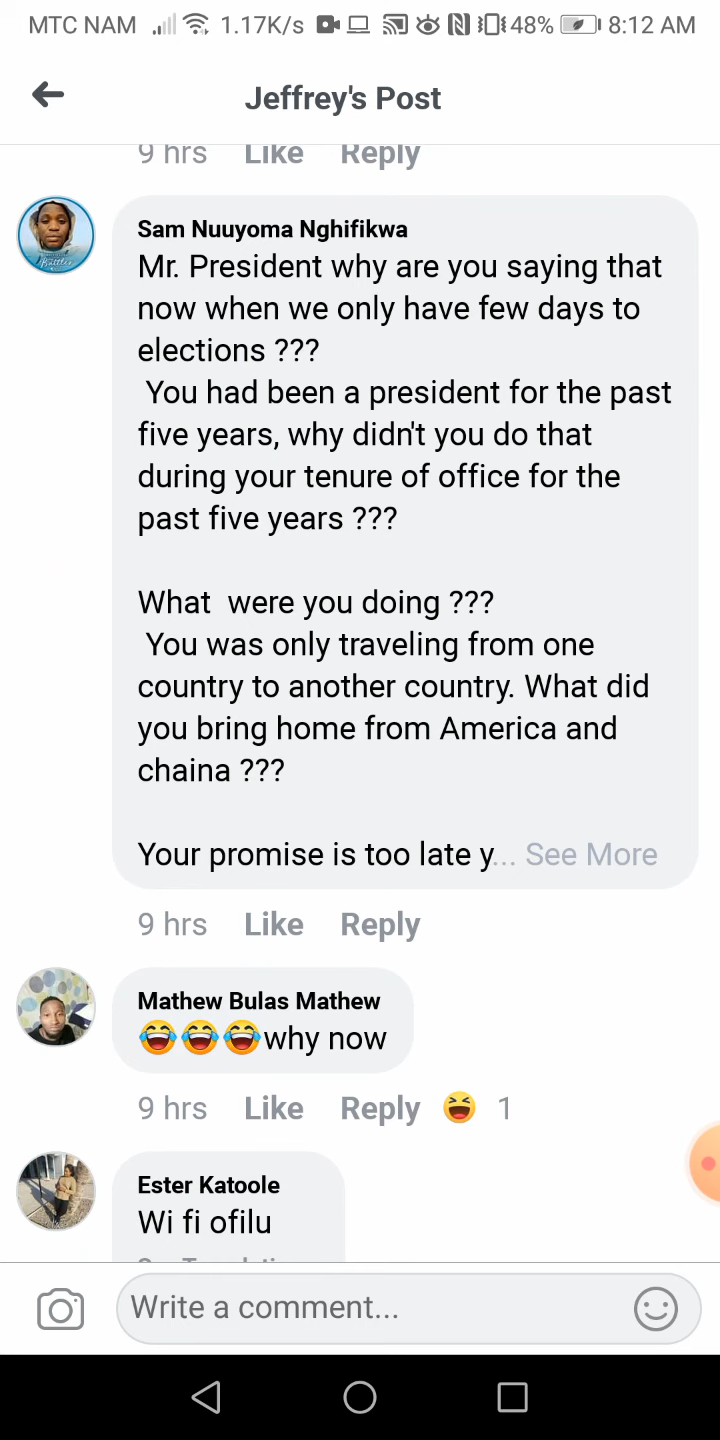 MTC NAM 1.17K/s 48% 8:12 AM
Jeffrey's Post
9 hrs Like Reply
Sam Nuuyoma Nghifikwa
Mr. President why are you saying that
now when we only have few days to
elections ???
You had been a president for the past
five years, why didn't you do that
during your tenure of office for the
past five years ???
What  were you doing ???
You was only traveling from one
country to another country. What did
you bring home from America and
chaina ???
Your promise is too late y... See More
9 hrs Like Reply
Mathew Bulas Mathew
😂😂😂why now
9 hrs Like Reply 😆 1
Ester Katoole
Wi fi ofilu
Write a comment...